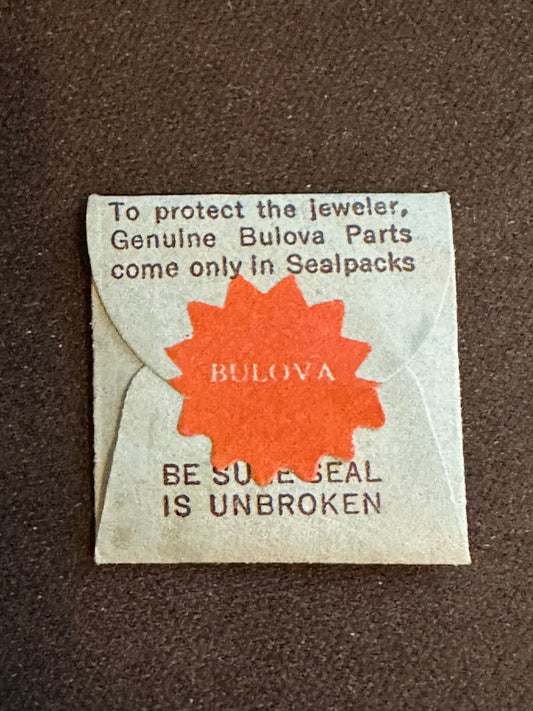 To protect the jeweler,
Genuine Bulova Parts
come only in Sealpacks
BULOVA
BE SURE SEAL
IS UNBROKEN